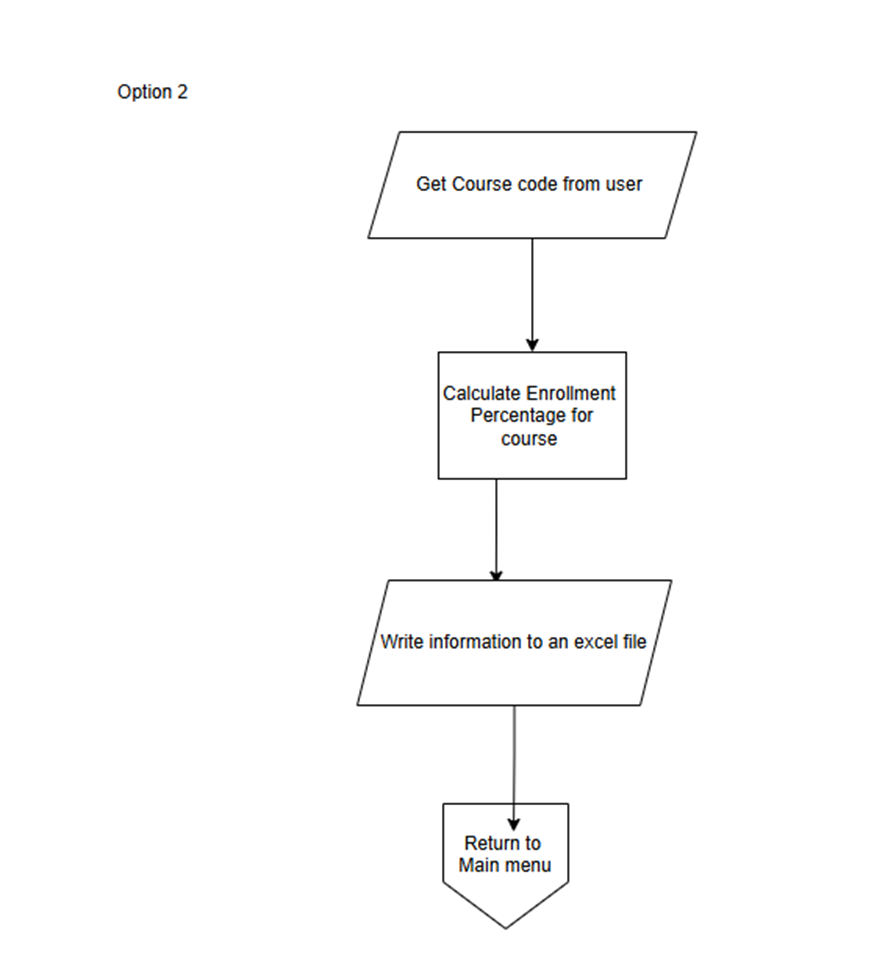 Option 2
Get Course code from user
Calculate Enrollment
Percentage for
course
Write information to an excel file
Return to
Main menu